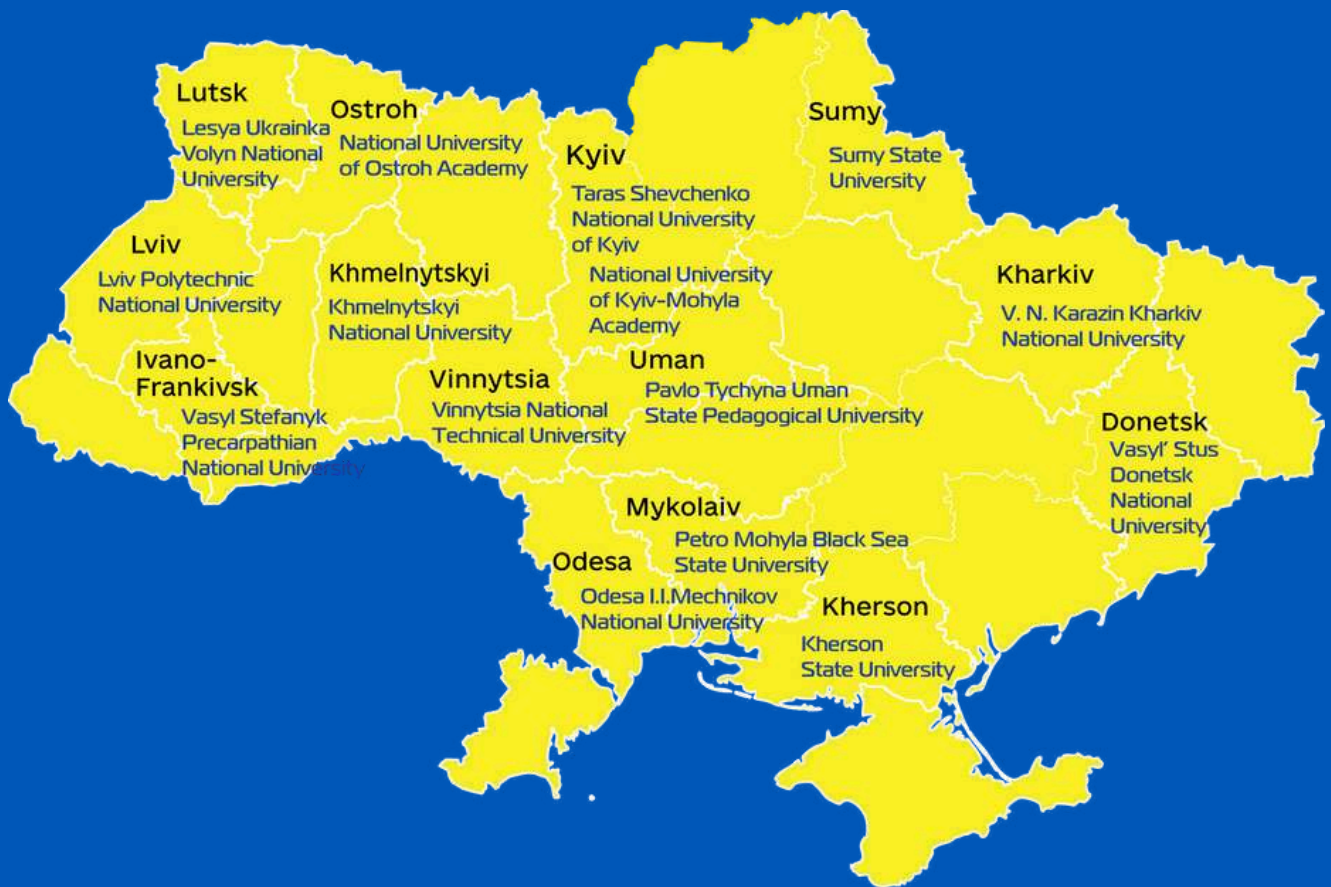 Lutsk
Lesya Ukrainka
Volyn National
University
Ostroh
National University
of Ostroh Academy
Kyiv
Taras Shevchenko
National University
of Kyiv
National University
of Kyiv-Mohyla
Academy
Sumy
Sumy State
University
Lviv
Lviv Polytechnic
National University
Khmelnytskyi
Khmelnytskyi
National University
Kharkiv
V. N. Karazin Kharkiv
National University
Ivano-
Frankivsk
Vasyl Stefanyk
Precarpathian
National University
Vinnytsia
Vinnytsia National
Technical University
Uman
Pavlo Tychyna Uman
State Pedagogical University
Donetsk
Vasyl' Stus
Donetsk
National
University
Mykolaiv
Petro Mohyla Black Sea
State University
Odesa
Odesa I.I.Mechnikov
National University
Kherson
Kherson
State University